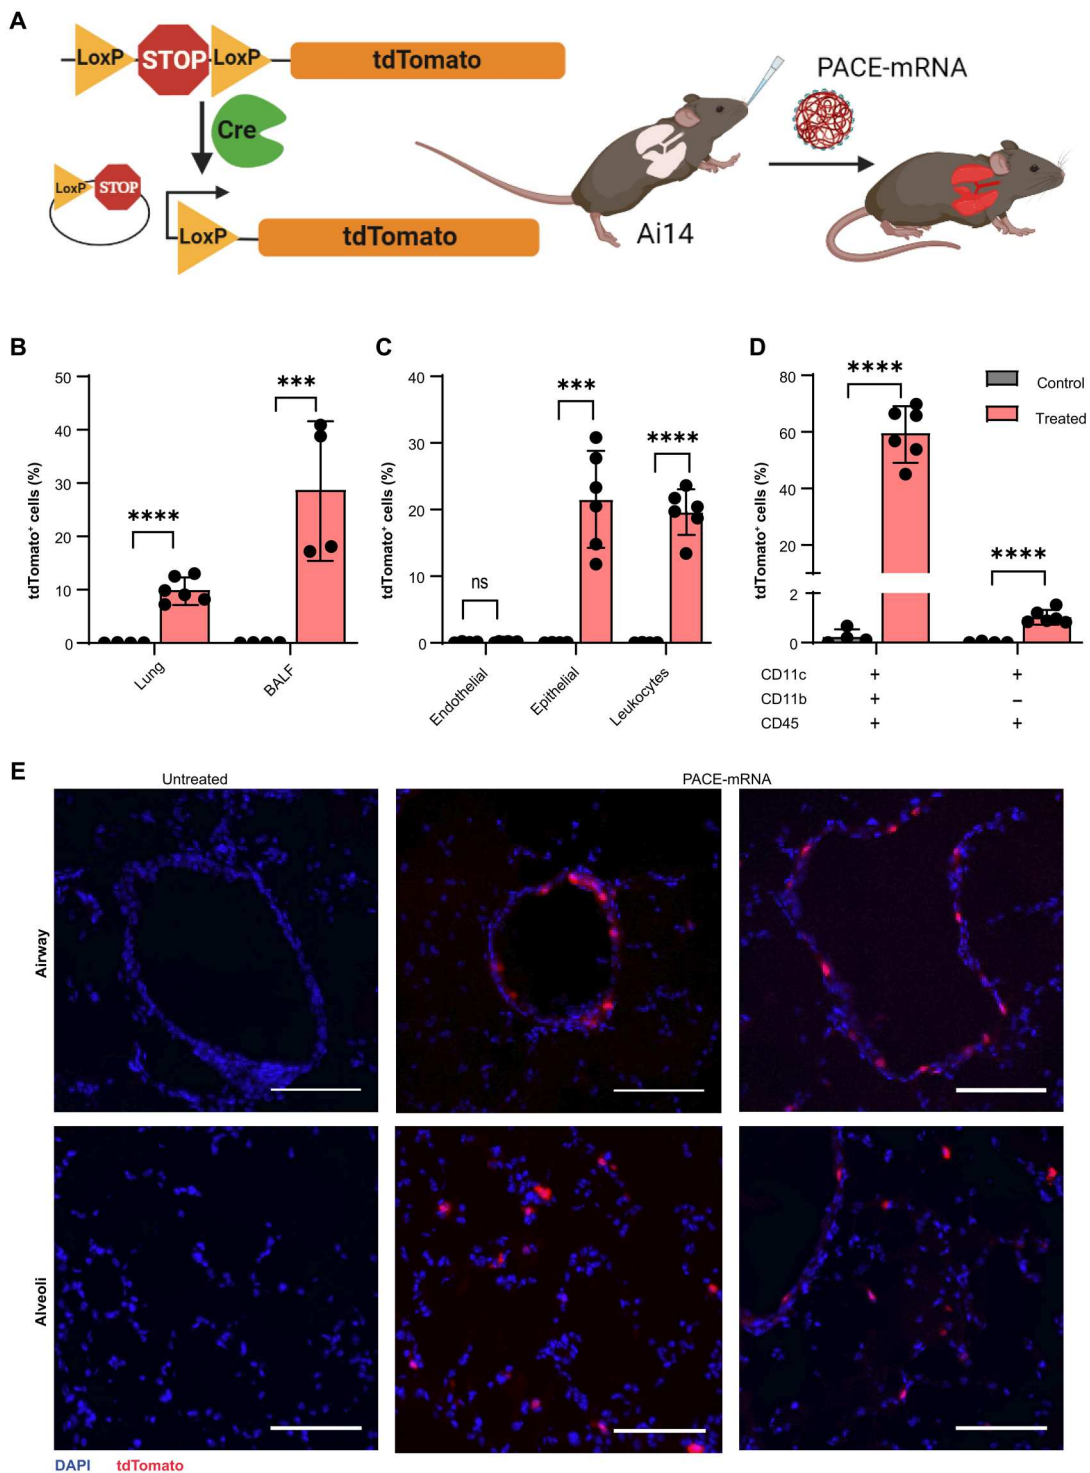 A
LoxP STOP LoxP tdTomato
Cre
LoxP STOP
LoxP tdTomato
Ai14
PACE-mRNA
B
tdTomato⁺ cells (%)
50
40
30
20
10
0
****
***
Lung
BALF
C
tdTomato⁺ cells (%)
40
30
20
10
0
ns
***
****
Endothelial
Epithelial
Leukocytes
D
tdTomato⁺ cells (%)
80
60
40
20
2
0
****
****
Control
Treated
CD11c + +
CD11b + –
CD45 + +
E
Untreated PACE-mRNA
Airway
Alveoli
DAPI tdTomato